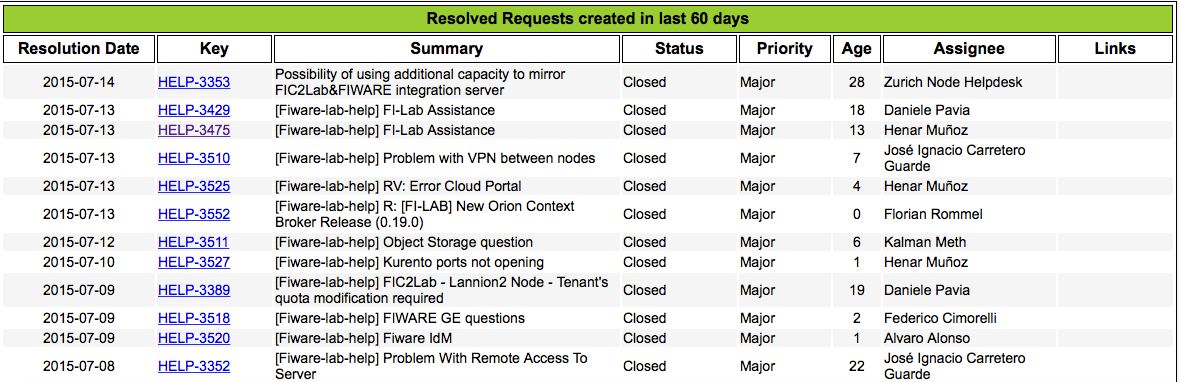 Resolved Requests created in last 60 days
Resolution Date Key Summary Status Priority Age Assignee Links
2015-07-14 HELP-3353 Possibility of using additional capacity to mirror FIC2Lab&FIWARE integration server Closed Major 28 Zurich Node Helpdesk
2015-07-13 HELP-3429 [Fiware-lab-help] FI-Lab Assistance Closed Major 18 Daniele Pavia
2015-07-13 HELP-3475 [Fiware-lab-help] FI-Lab Assistance Closed Major 13 Henar Muñoz
2015-07-13 HELP-3510 [Fiware-lab-help] Problem with VPN between nodes Closed Major 7 José Ignacio Carretero Guarde
2015-07-13 HELP-3525 [Fiware-lab-help] RV: Error Cloud Portal Closed Major 4 Henar Muñoz
2015-07-13 HELP-3552 [Fiware-lab-help] R: [FI-LAB] New Orion Context Broker Release (0.19.0) Closed Major 0 Florian Rommel
2015-07-12 HELP-3511 [Fiware-lab-help] Object Storage question Closed Major 6 Kalman Meth
2015-07-10 HELP-3527 [Fiware-lab-help] Kurento ports not opening Closed Major 1 Henar Muñoz
2015-07-09 HELP-3389 [Fiware-lab-help] FIC2Lab - Lannion2 Node - Tenant's quota modification required Closed Major 19 Daniele Pavia
2015-07-09 HELP-3518 [Fiware-lab-help] FIWARE GE questions Closed Major 2 Federico Cimorelli
2015-07-09 HELP-3520 [Fiware-lab-help] Fiware IdM Closed Major 1 Alvaro Alonso
2015-07-08 HELP-3352 [Fiware-lab-help] Problem With Remote Access To Server Closed Major 22 José Ignacio Carretero Guarde